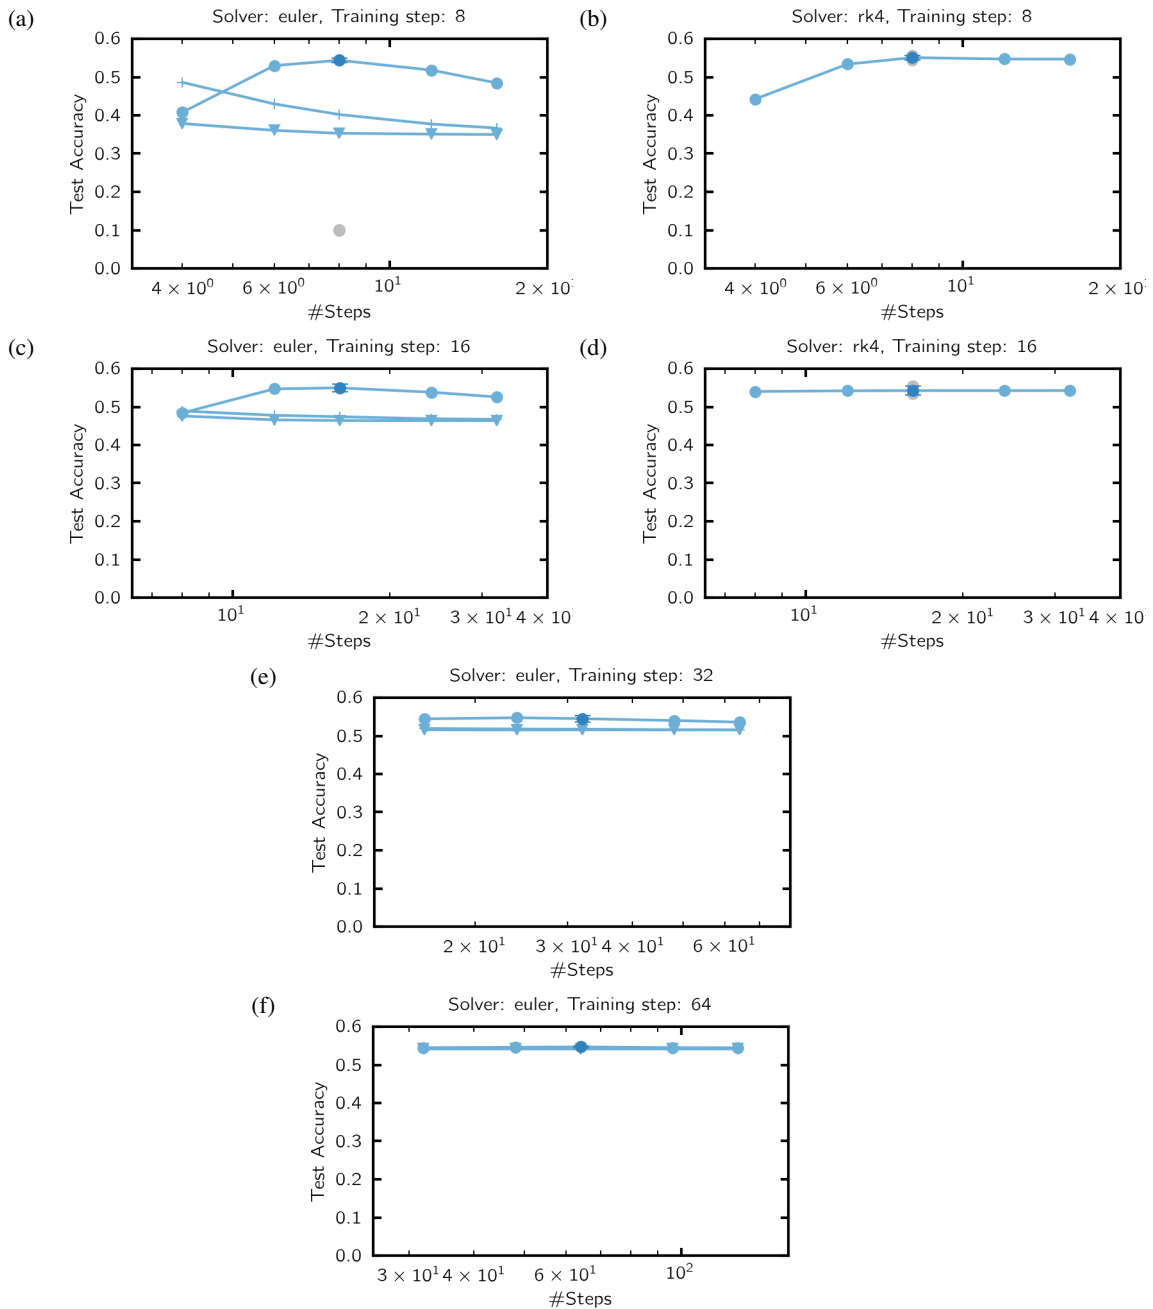 (a)
Solver: euler, Training step: 8
0.6
0.5
0.4
0.3
0.2
0.1
0.0
Test Accuracy
4 × 10⁰
6 × 10⁰
10¹
2 × 10
#Steps
(b)
Solver: rk4, Training step: 8
0.6
0.5
0.4
0.3
0.2
0.1
0.0
Test Accuracy
4 × 10⁰
6 × 10⁰
10¹
2 × 10
#Steps
(c)
Solver: euler, Training step: 16
0.6
0.5
0.4
0.3
0.2
0.1
0.0
Test Accuracy
10¹
2 × 10¹
3 × 10¹
4 × 10
#Steps
(d)
Solver: rk4, Training step: 16
0.6
0.5
0.4
0.3
0.2
0.1
0.0
Test Accuracy
10¹
2 × 10¹
3 × 10¹
4 × 10
#Steps
(e)
Solver: euler, Training step: 32
0.6
0.5
0.4
0.3
0.2
0.1
0.0
Test Accuracy
2 × 10¹
3 × 10¹
4 × 10¹
6 × 10¹
#Steps
(f)
Solver: euler, Training step: 64
0.6
0.5
0.4
0.3
0.2
0.1
0.0
Test Accuracy
3 × 10¹
4 × 10¹
6 × 10¹
10²
#Steps